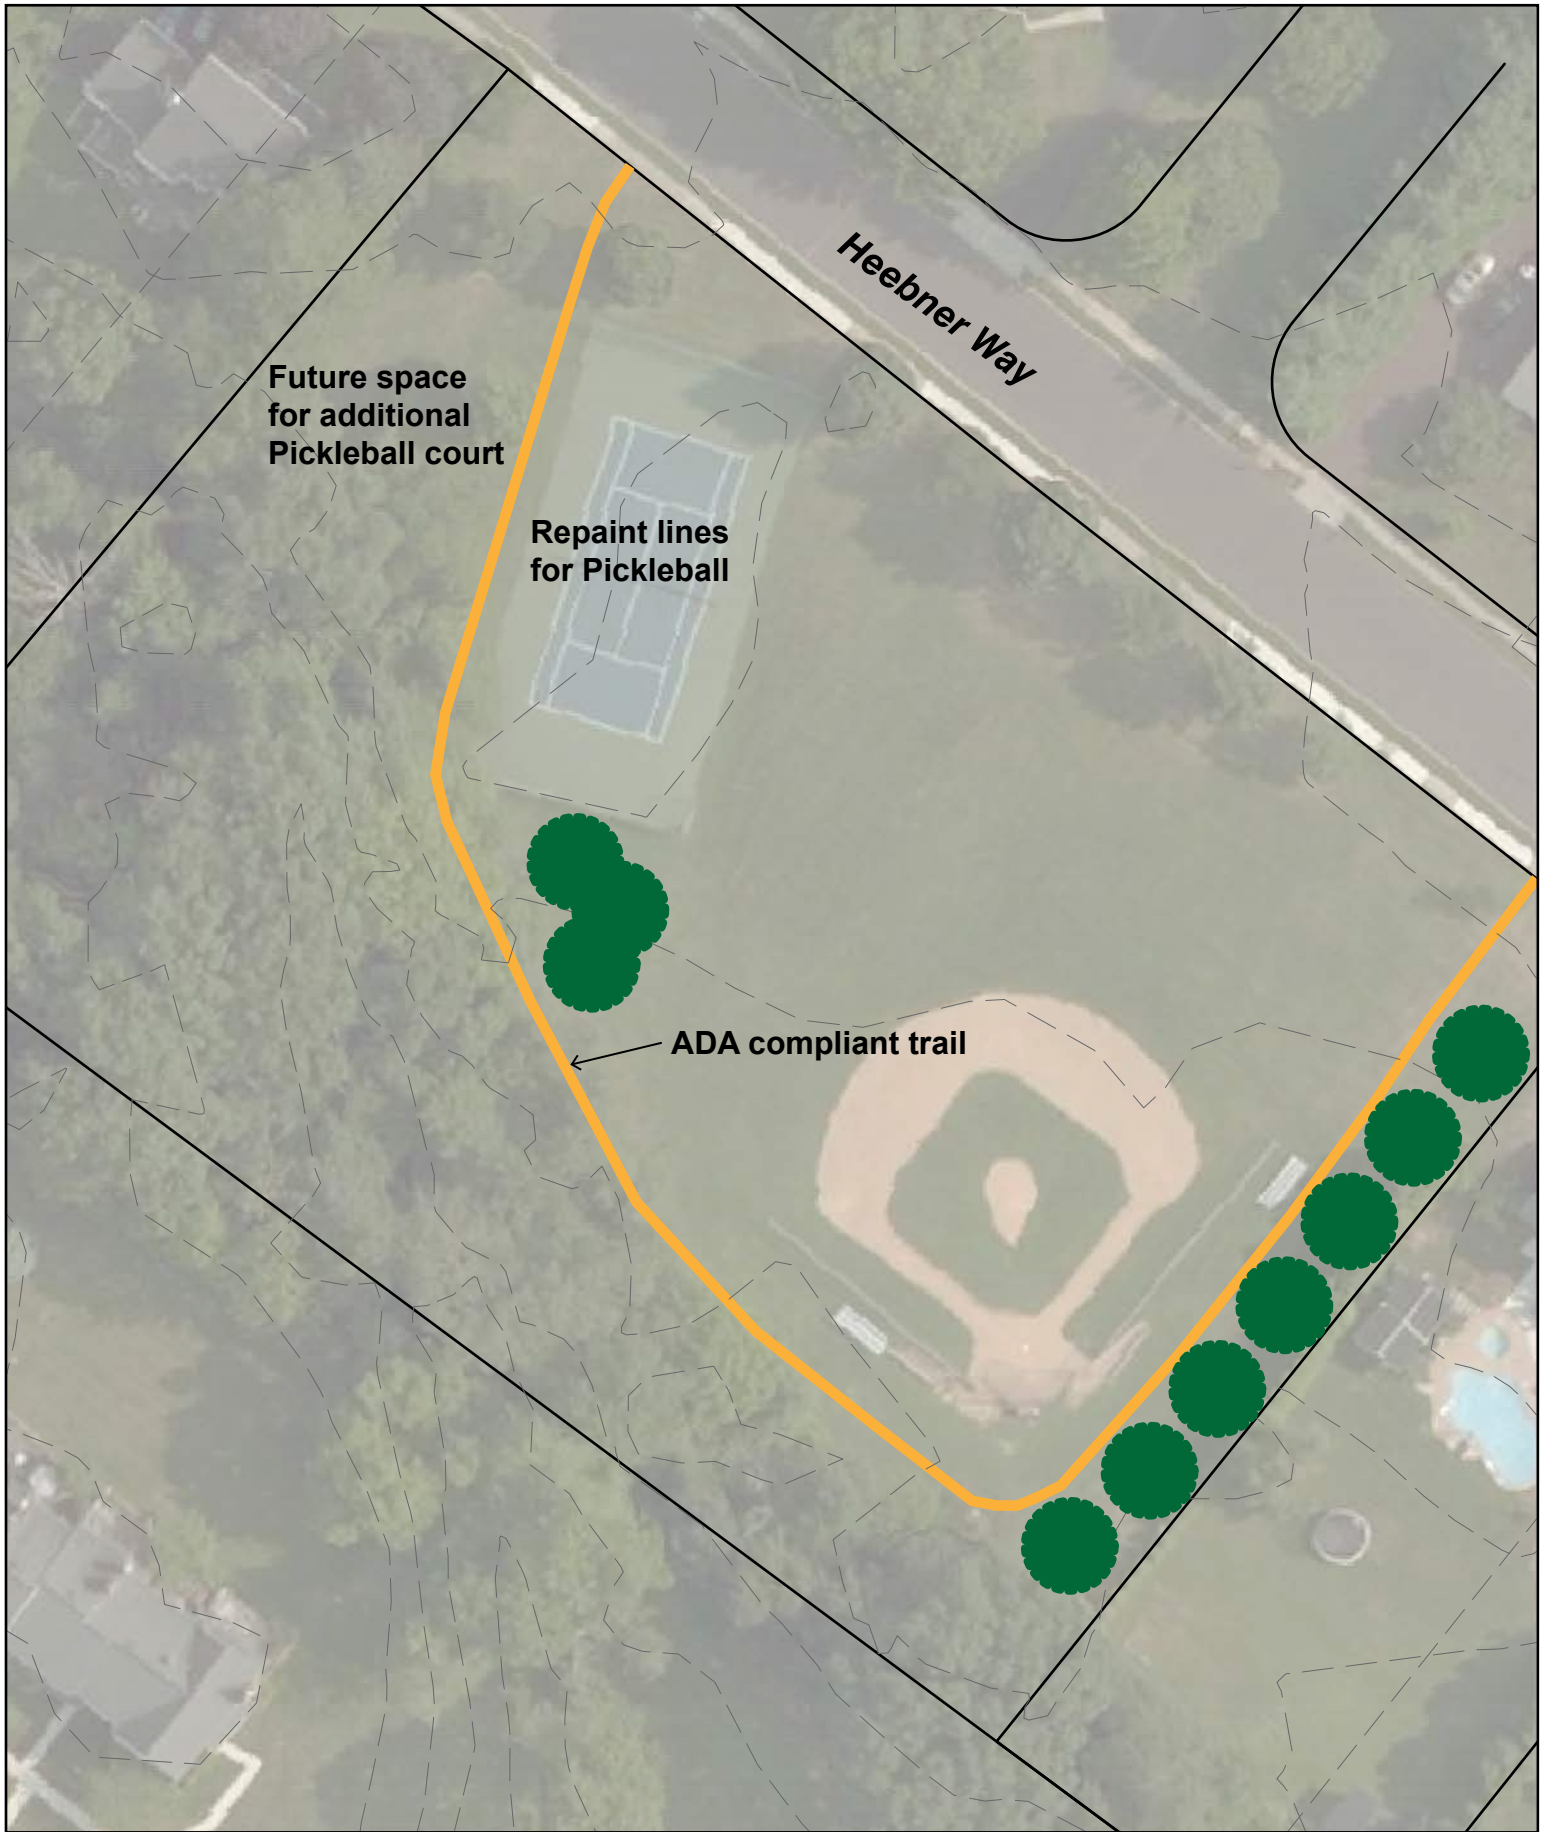 Heebner Way
Future space
for additional
Pickleball court
Repaint lines
for Pickleball
ADA compliant trail